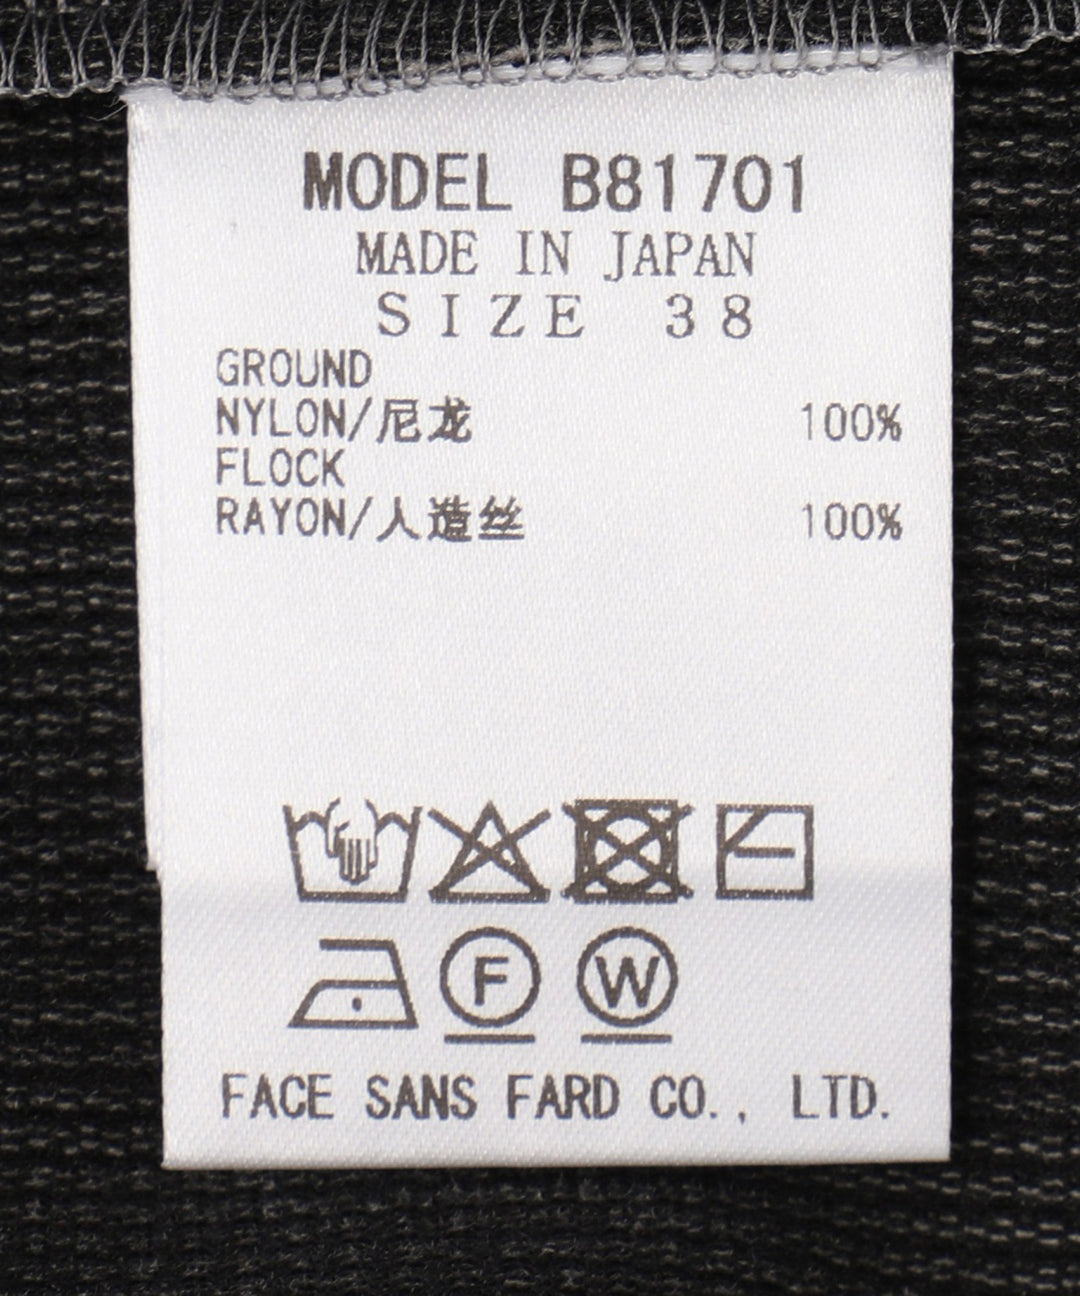 MODEL B81701
MADE IN JAPAN
SIZE 38
GROUND
NYLON/尼龙 100%
FLOCK
RAYON/人造丝 100%
F W
FACE SANS FARD CO., LTD.